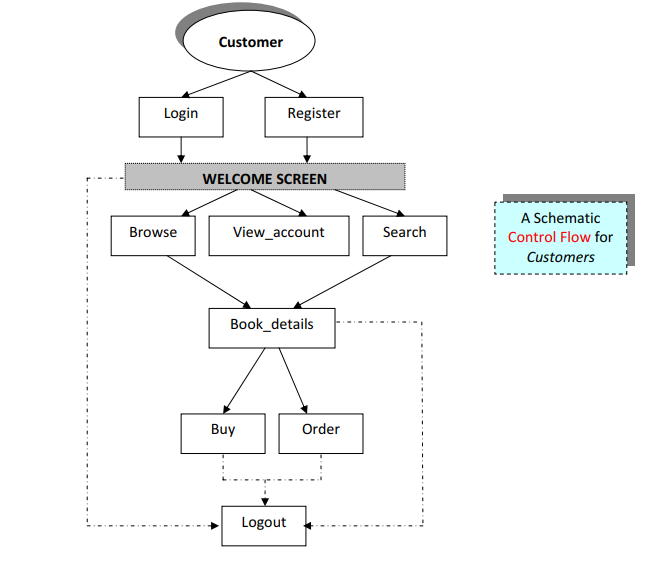 Customer
Login
Register
WELCOME SCREEN
Browse
View_account
Search
A Schematic
Control Flow for
Customers
Book_details
Buy
Order
Logout